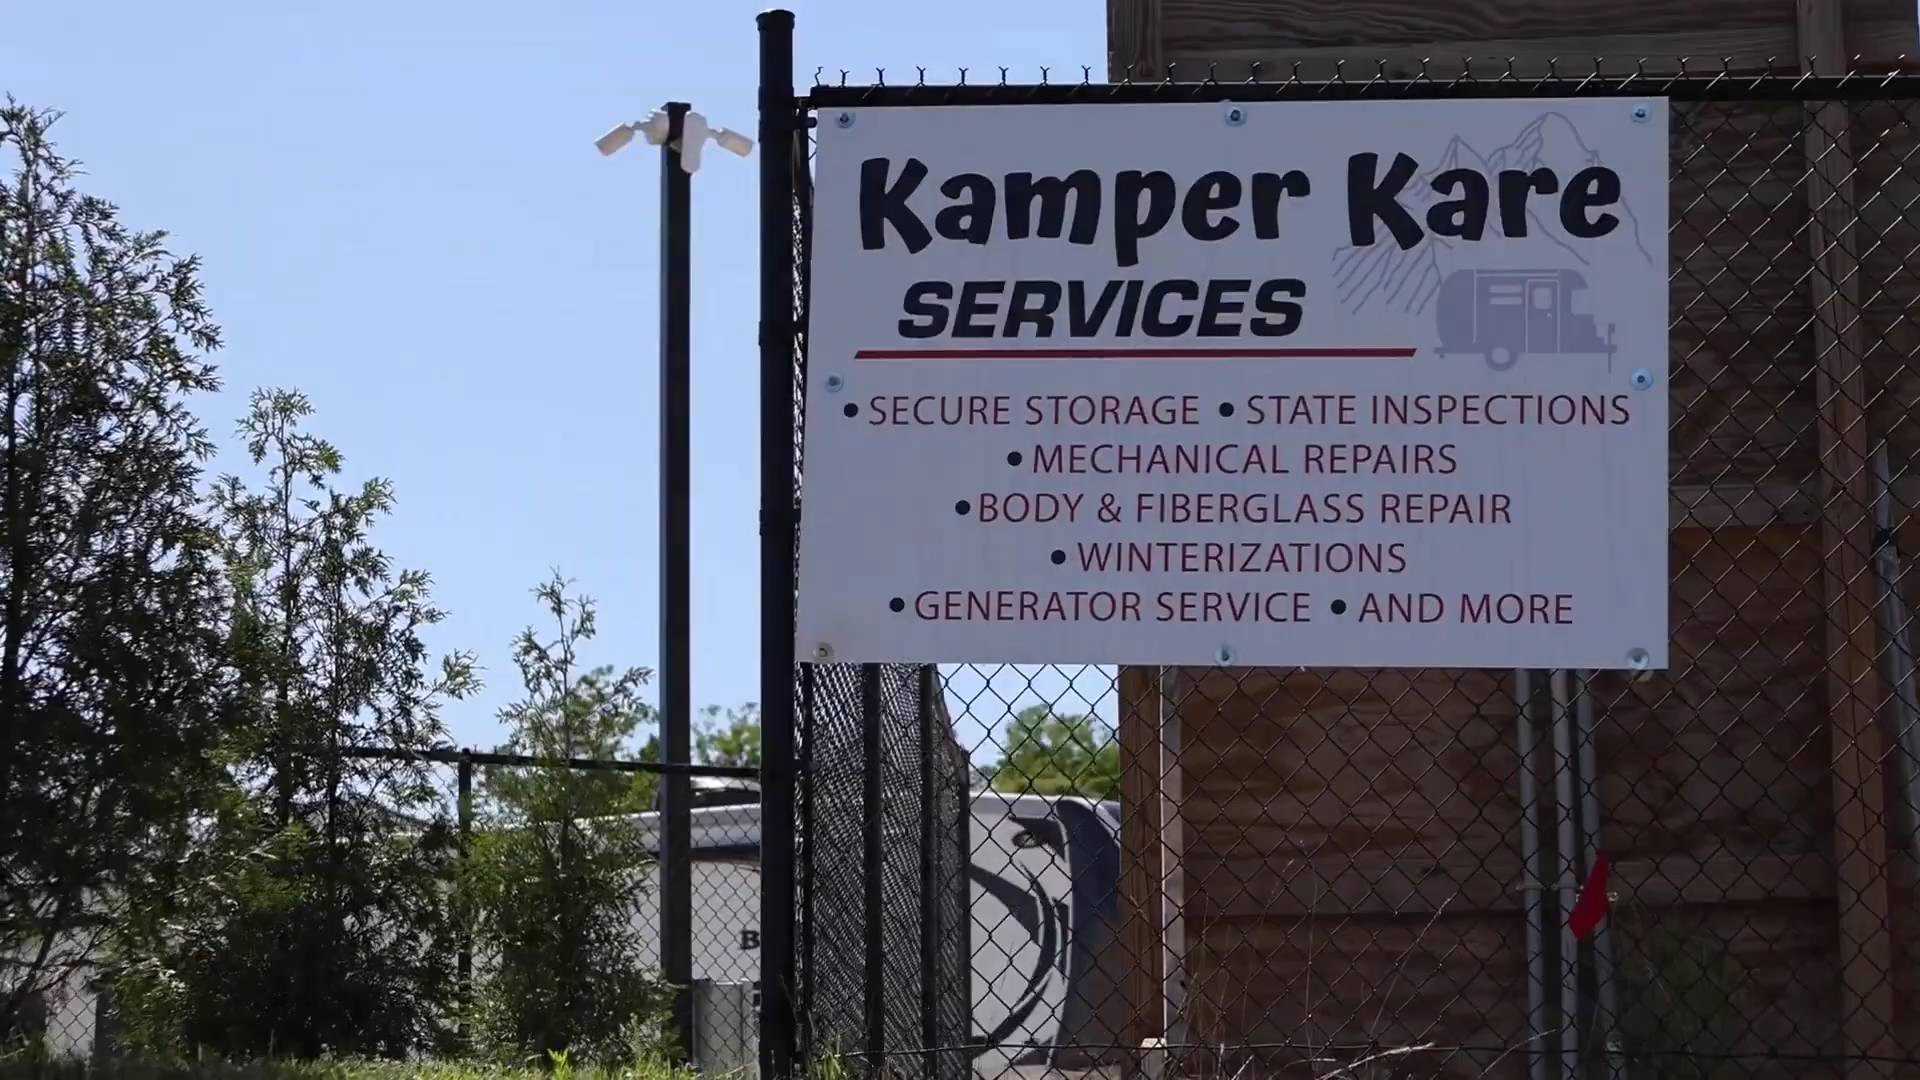 Kamper Kare
SERVICES
• SECURE STORAGE • STATE INSPECTIONS
• MECHANICAL REPAIRS
• BODY & FIBERGLASS REPAIR
• WINTERIZATIONS
• GENERATOR SERVICE • AND MORE